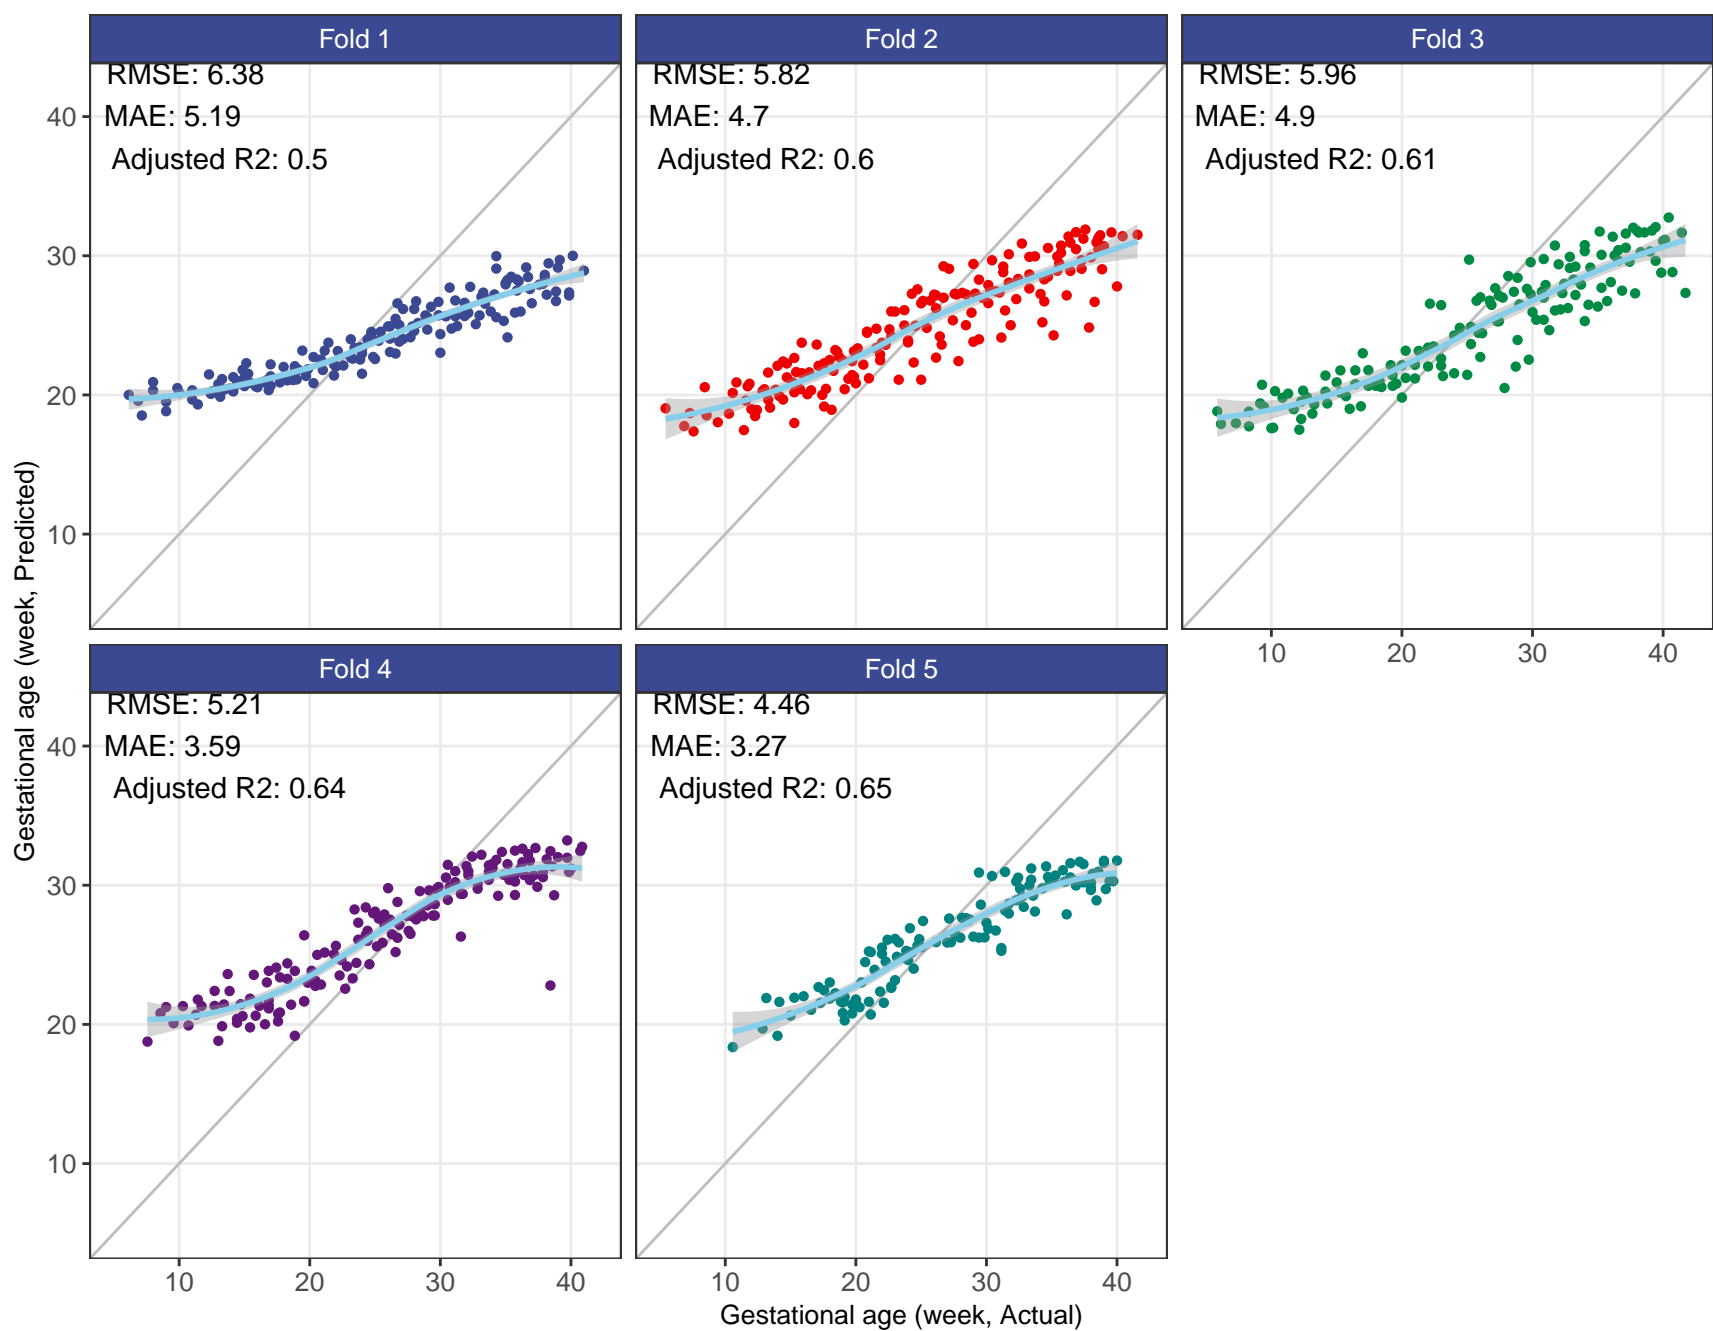 Fold 1
RMSE: 6.38
MAE: 5.19
Adjusted R2: 0.5
Fold 2
RMSE: 5.82
MAE: 4.7
Adjusted R2: 0.6
Fold 3
RMSE: 5.96
MAE: 4.9
Adjusted R2: 0.61
40
30
20
10
10 20 30 40
Fold 4
RMSE: 5.21
MAE: 3.59
Adjusted R2: 0.64
Fold 5
RMSE: 4.46
MAE: 3.27
Adjusted R2: 0.65
40
30
20
10
10 20 30 40
10 20 30 40
Gestational age (week, Actual)
Gestational age (week, Predicted)